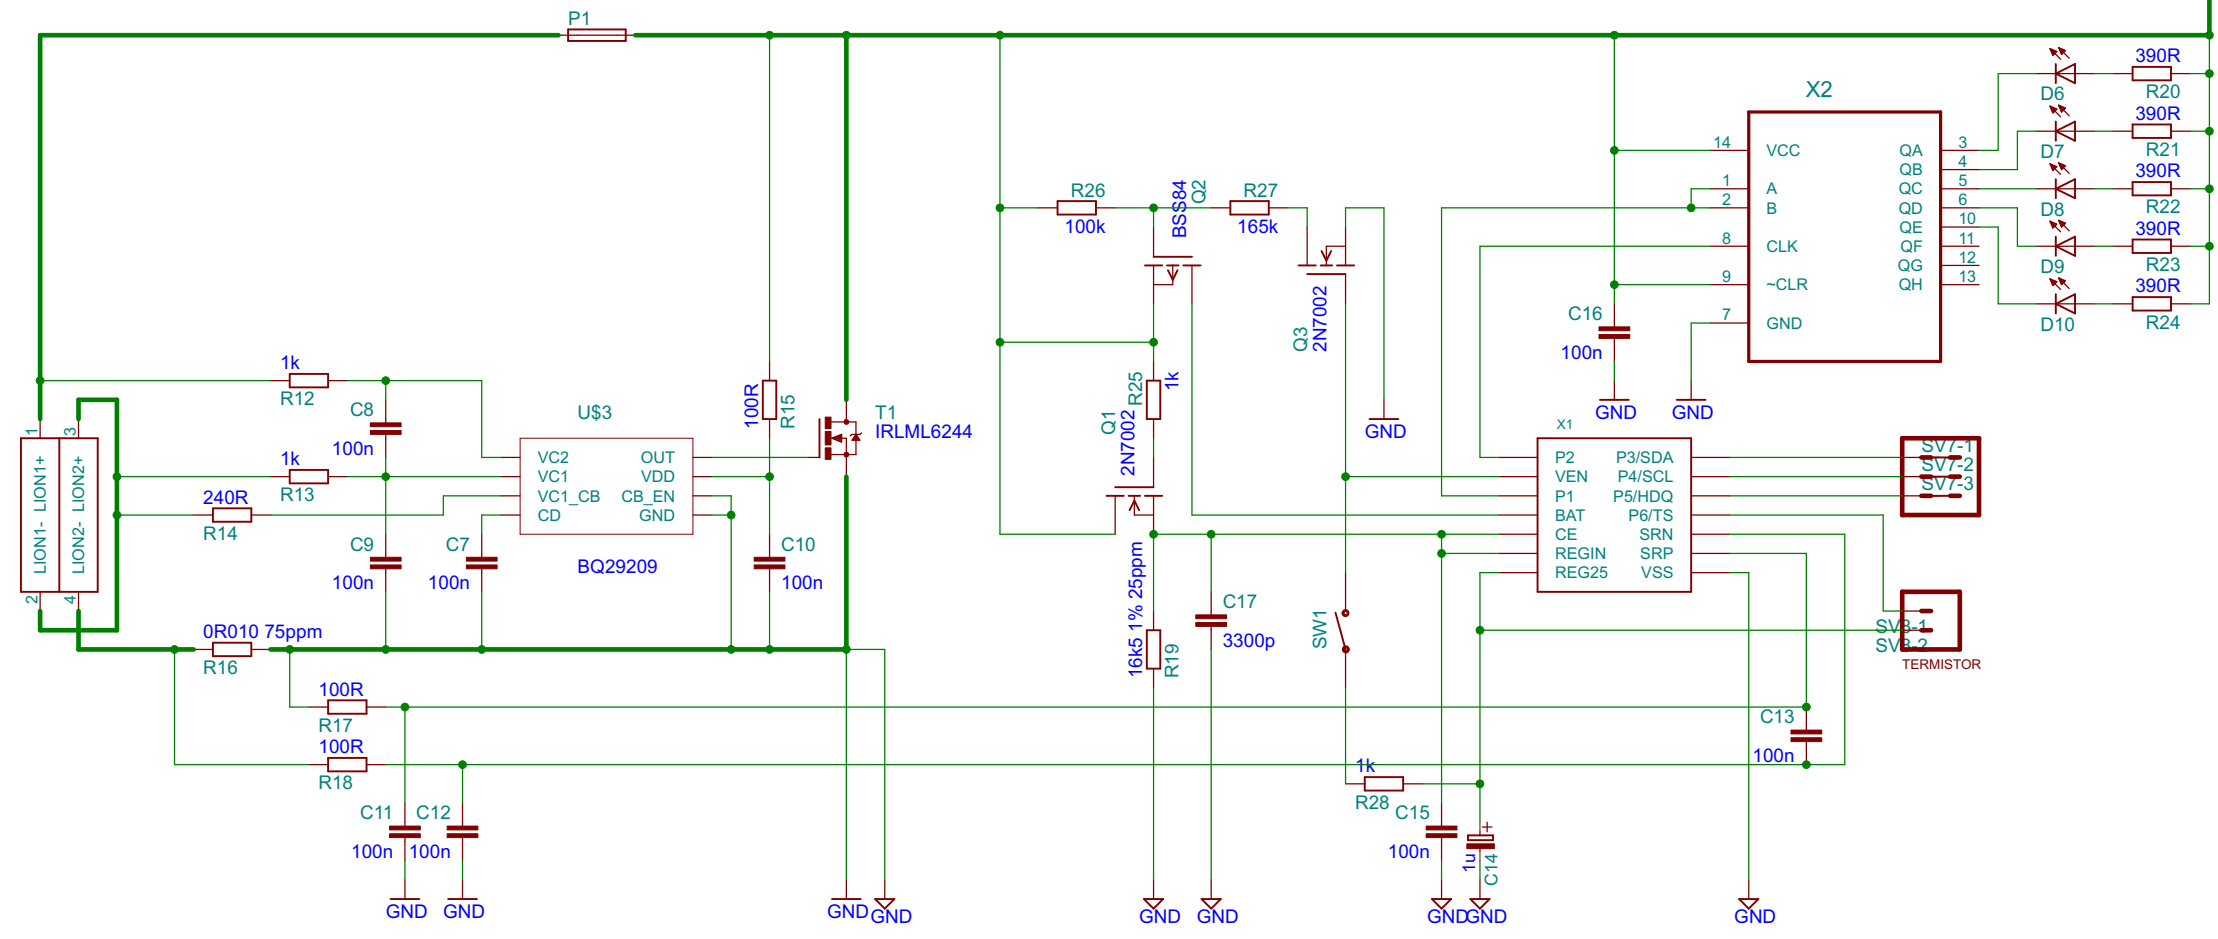 P1
390R
R20
D6
390R
R21
D7
390R
R22
D8
390R
R23
D9
390R
R24
D10
X2
14 VCC
1 A
2 B
8 CLK
9 ~CLR
7 GND
QA 3
QB 4
QC 5
QD 6
QE 10
QF 11
QG 12
QH 13
C16
100n
GND
GND
R26
100k
BSS84
Q2
R27
165k
Q3
2N7002
GND
R25
1k
Q1
2N7002
1k
R12
C8
100n
1k
R13
240R
R14
C9
100n
C7
100n
U$3
VC2
VC1
VC1_CB
CD
OUT
VDD
CB_EN
GND
BQ29209
100R
R15
T1
IRLML6244
C10
100n
1
3
LION1- LION1+
LION2- LION2+
2
4
0R010 75ppm
R16
100R
R17
100R
R18
C11
100n
C12
100n
GND
GND
GND
GND
16k5 1% 25ppm
R19
C17
3300p
GND
GND
SW1
1k
R28
C15
100n
1u
C14
GND
GND
X1
P2
VEN
P1
BAT
CE
REGIN
REG25
P3/SDA
P4/SCL
P5/HDQ
P6/TS
SRN
SRP
VSS
SV7-1
SV7-2
SV7-3
SV8-1
SV8-2
TERMISTOR
C13
100n
GND